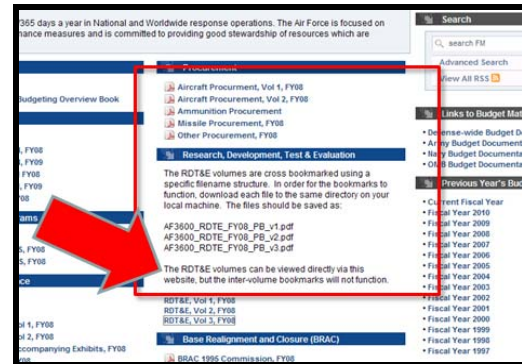 /365 days a year in National and Worldwide response operations. The Air Force is focused on
nance measures and is committed to providing good stewardship of resources which are
Budgeting Overview Book
, FY08
, FY09
FY08
, FY09
FY08
rams
S, FY08
S, FY08
ce
ol 1, FY08
ol 2, FY08
ccompanying Exhibits, FY08
Procurement
Aircraft Procurment, Vol 1, FY08
Aircraft Procurement, Vol 2, FY08
Ammunition Procurement
Missile Procurement, FY08
Other Procurement, FY08
Research, Development, Test & Evaluation
The RDT&E volumes are cross bookmarked using a
specific filename structure. In order for the bookmarks to
function, download each file to the same directory on your
local machine. The files should be saved as:
AF3600_RDTE_FY08_PB_v1.pdf
AF3600_RDTE_FY08_PB_v2.pdf
AF3600_RDTE_FY08_PB_v3.pdf
The RDT&E volumes can be viewed directly via this
website, but the inter-volume bookmarks will not function.
RDT&E, Vol 1, FY08
RDT&E, Vol 2, FY08
RDT&E, Vol 3, FY08
Base Realignment and Closure (BRAC)
BRAC 1995 Commission, FY08
Search
search FM
Advanced Search
View All RSS
Links to Budget Mat
Defense-wide Budget D
Army Budget Documenta
Navy Budget Documenta
OMB Budget Documenta
Previous Year's Bud
Current Fiscal Year
Fiscal Year 2010
Fiscal Year 2009
Fiscal Year 2008
Fiscal Year 2007
Fiscal Year 2006
Fiscal Year 2005
Fiscal Year 2004
Fiscal Year 2003
Fiscal Year 2002
Fiscal Year 2001
Fiscal Year 2000
Fiscal Year 1999
Fiscal Year 1998
Fiscal Year 1997